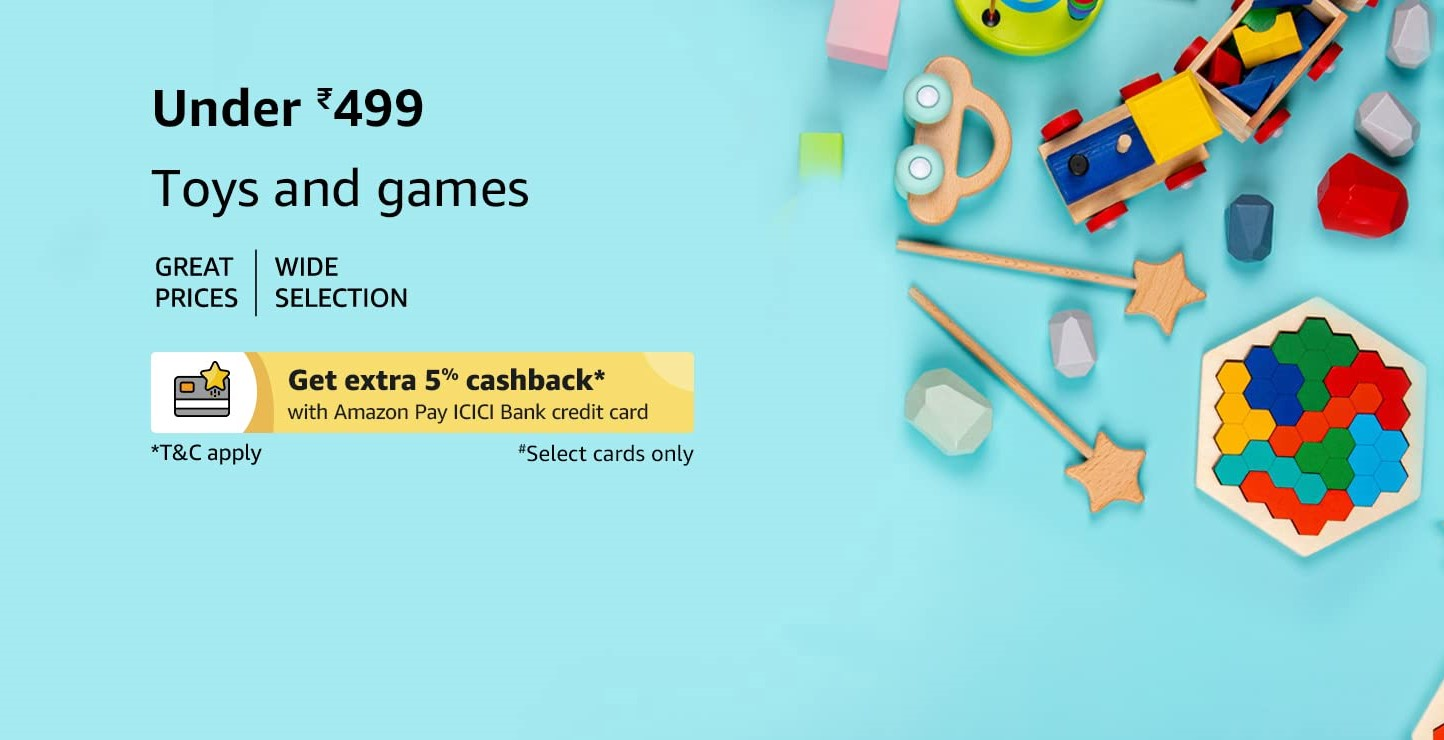 Under ₹499
Toys and games
GREAT PRICES
WIDE SELECTION
Get extra 5% cashback*
with Amazon Pay ICICI Bank credit card
*T&C apply
#Select cards only